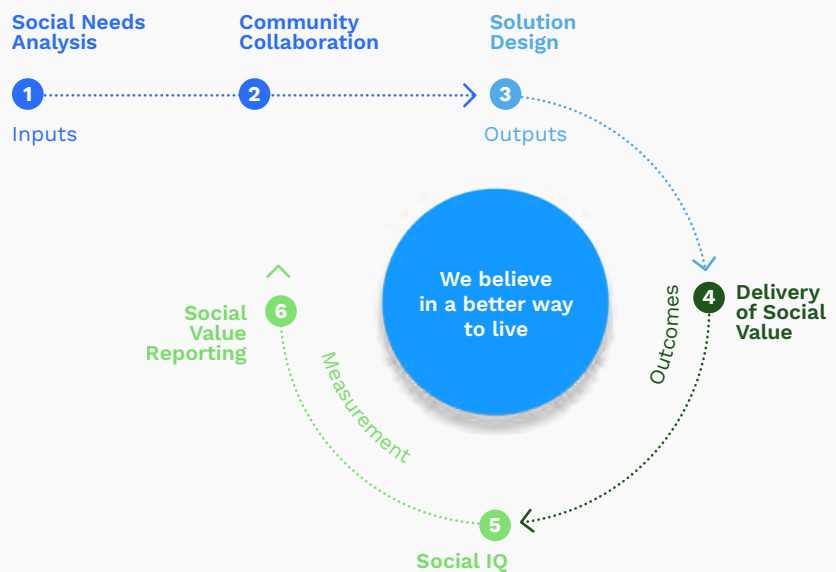 Social Needs
Analysis
Community
Collaboration
Solution
Design
1
2
3
Inputs
Outputs
We believe
in a better way
to live
4
Delivery
of Social
Value
Outcomes
5
Social IQ
Measurement
6
Social
Value
Reporting